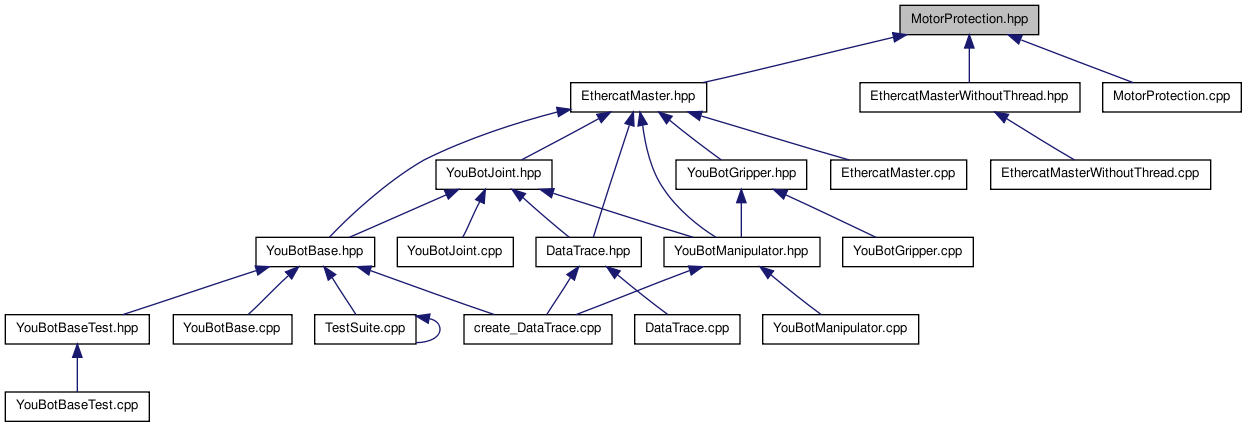 MotorProtection.hpp
EthercatMaster.hpp
EthercatMasterWithoutThread.hpp
MotorProtection.cpp
YouBotJoint.hpp
YouBotGripper.hpp
EthercatMaster.cpp
EthercatMasterWithoutThread.cpp
YouBotBase.hpp
YouBotJoint.cpp
DataTrace.hpp
YouBotManipulator.hpp
YouBotGripper.cpp
YouBotBaseTest.hpp
YouBotBase.cpp
TestSuite.cpp
create_DataTrace.cpp
DataTrace.cpp
YouBotManipulator.cpp
YouBotBaseTest.cpp